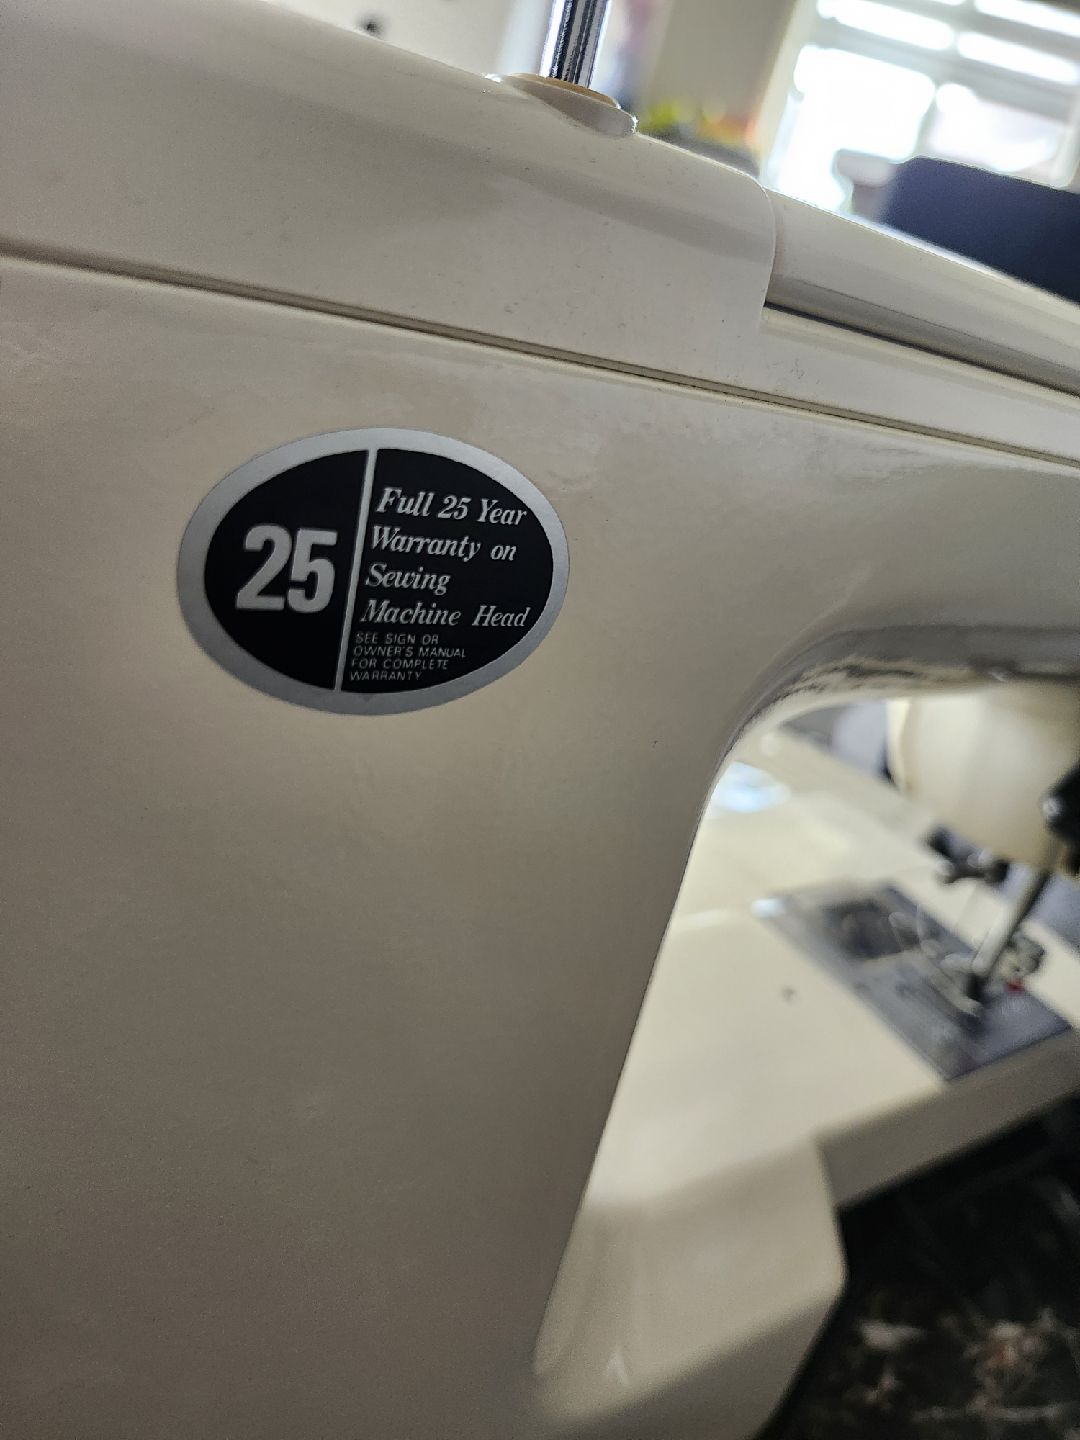 25
Full 25 Year
Warranty on
Sewing
Machine Head
SEE SIGN OR
OWNER'S MANUAL
FOR COMPLETE
WARRANTY